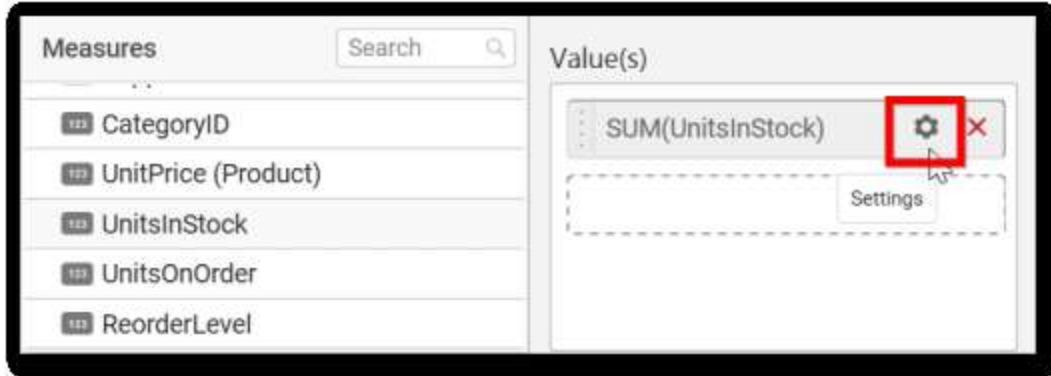 Measures
Search
CategoryID
UnitPrice (Product)
UnitsInStock
UnitsOnOrder
ReorderLevel
Value(s)
SUM(UnitsInStock)
Settings